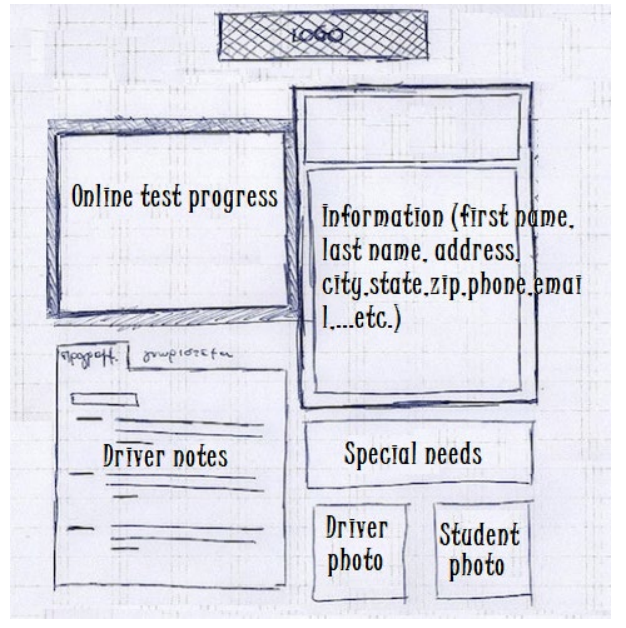 LOGO
Online test progress
Information (first name,
last name, address,
city,state,zip,phone,emai
l,...etc.)
Driver notes
Special needs
Driver
photo
Student
photo